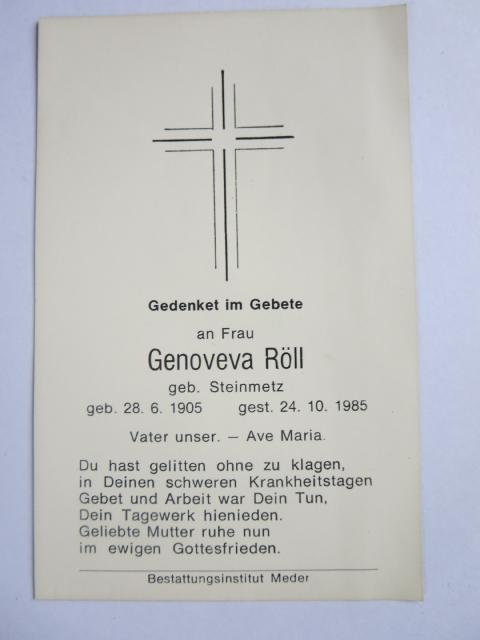 Gedenket im Gebete
an Frau
Genoveva Röll
geb. Steinmetz
geb. 28. 6. 1905 gest. 24. 10. 1985
Vater unser. – Ave Maria.
Du hast gelitten ohne zu klagen,
in Deinen schweren Krankheitstagen
Gebet und Arbeit war Dein Tun,
Dein Tagewerk hienieden.
Geliebte Mutter ruhe nun
im ewigen Gottesfrieden.
Bestattungsinstitut Meder